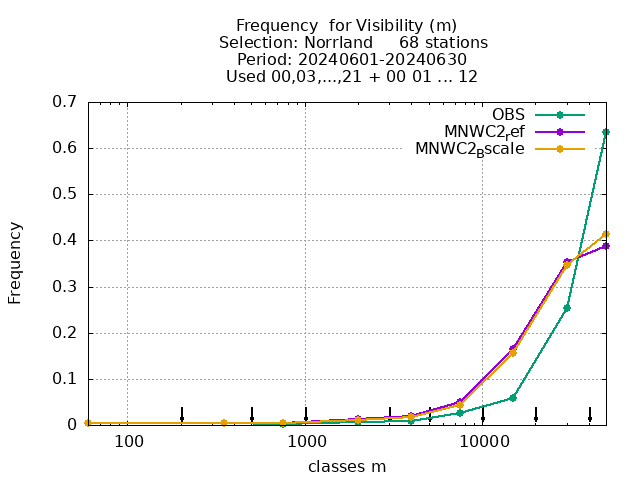 Frequency  for Visibility (m)
Selection: Norrland     68 stations
Period: 20240601-20240630
Used 00,03,...,21 + 00 01 ... 12
OBS
MNWC2ref
MNWC2Bscale
0.7
0.6
0.5
0.4
0.3
0.2
0.1
0
Frequency
100
1000
10000
classes m